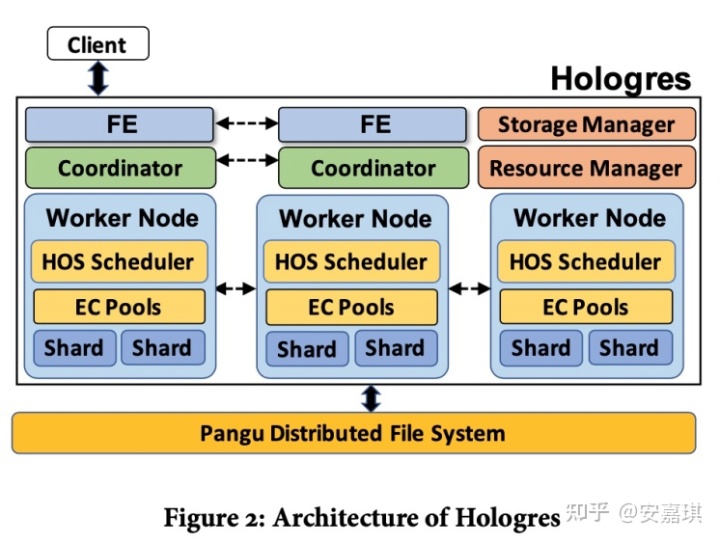 Client
Hologres
FE
FE
Storage Manager
Coordinator
Coordinator
Resource Manager
Worker Node
Worker Node
Worker Node
HOS Scheduler
HOS Scheduler
HOS Scheduler
EC Pools
EC Pools
EC Pools
Shard Shard
Shard Shard
Shard Shard
Pangu Distributed File System
Figure 2: Architecture of Hologres
知乎 @安嘉琪